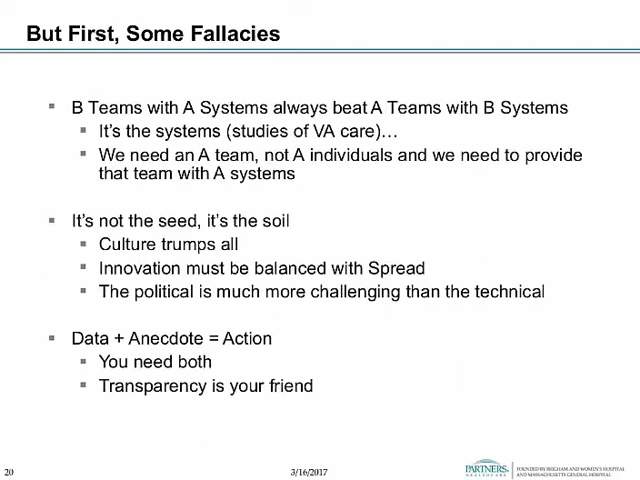 But First, Some Fallacies
B Teams with A Systems always beat A Teams with B Systems
It's the systems (studies of VA care)…
We need an A team, not A individuals and we need to provide
that team with A systems
It's not the seed, it's the soil
Culture trumps all
Innovation must be balanced with Spread
The political is much more challenging than the technical
Data + Anecdote = Action
You need both
Transparency is your friend
20
3/16/2017
PARTNERS
HEALTHCARE
FOUNDED BY BRIGHAM AND WOMEN'S HOSPITAL
AND MASSACHUSETTS GENERAL HOSPITAL